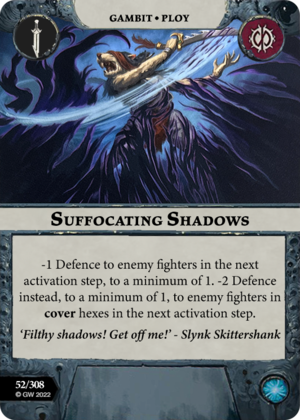 GAMBIT • PLOY
SUFFOCATING SHADOWS
-1 Defence to enemy fighters in the next
activation step, to a minimum of 1. -2 Defence
instead, to a minimum of 1, to enemy fighters in
cover hexes in the next activation step.
‘Filthy shadows! Get off me!’ - Slynk Skittershank
52/308
© GW 2022